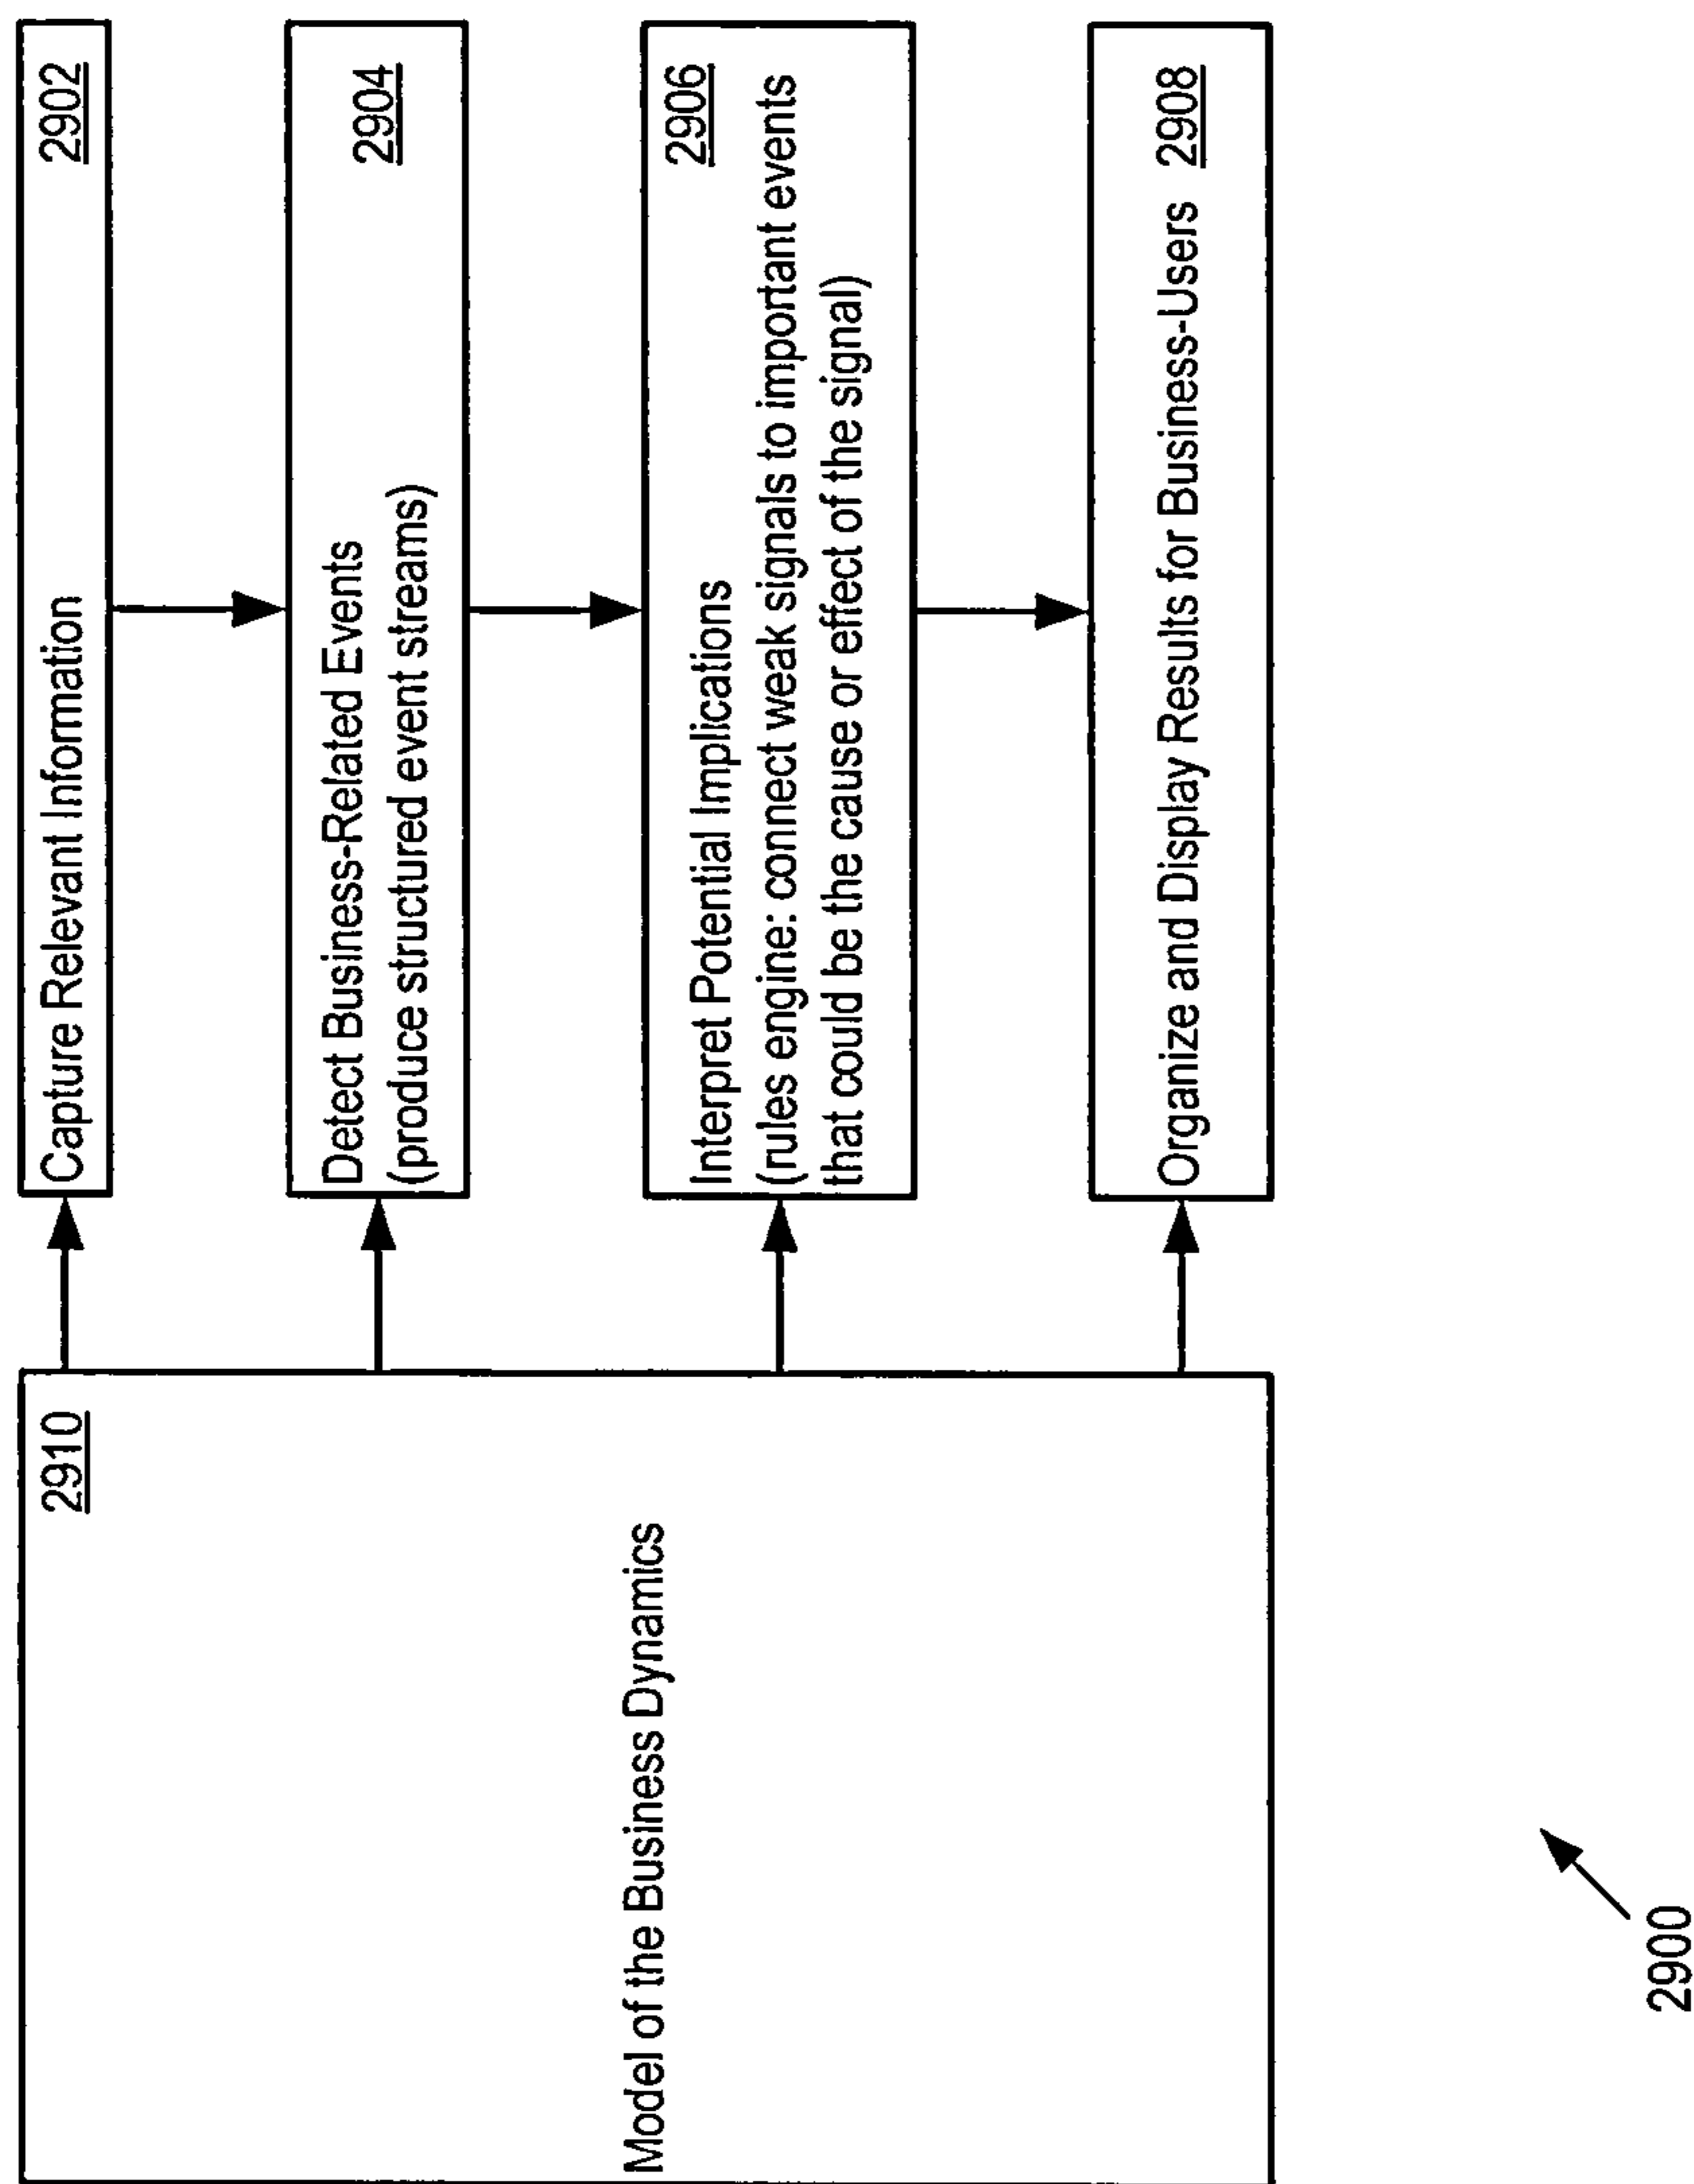 2910
Model of the Business Dynamics
Capture Relevant Information 2902
Detect Business-Related Events
(produce structured event streams)
2904
Interpret Potential Implications
(rules engine: connect weak signals to important events
that could be the cause or effect of the signal)
2906
Organize and Display Results for Business-Users 2908
2900